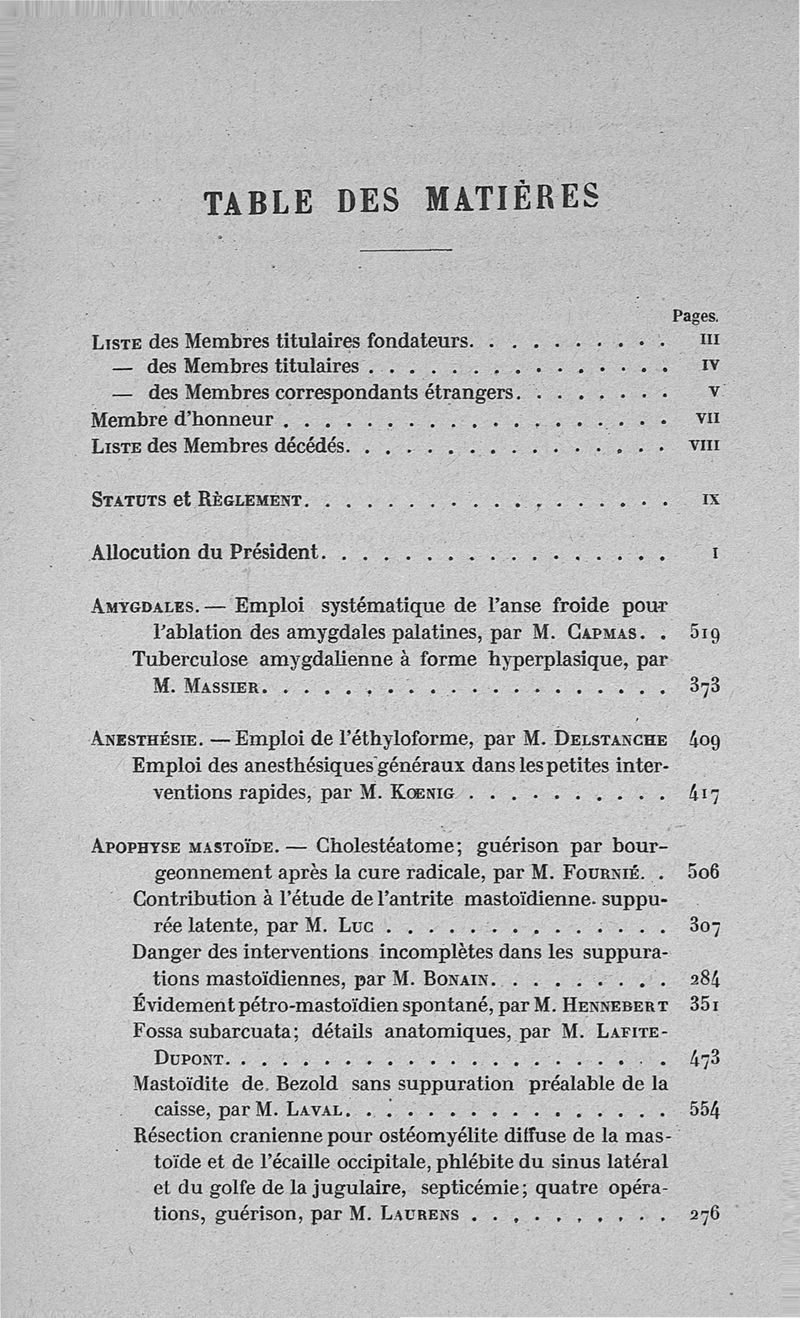 TABLE DES MATIÈRES
Pages.
LISTE des Membres titulaires fondateurs. . . . . . . . . . III
— des Membres titulaires . . . . . . . . . . . . . . . IV
— des Membres correspondants étrangers. . . . . . . . V
Membre d'honneur . . . . . . . . . . . . . . . . . . VII
LISTE des Membres décédés. . . . . . . . . . . . . . . VIII
STATUTS et RÈGLEMENT. . . . . . . . . . . . . . . . . IX
Allocution du Président. . . . . . . . . . . . . . . . . I
AMYGDALES. — Emploi systématique de l'anse froide pour
l'ablation des amygdales palatines, par M. CAPMAS. . 519
Tuberculose amygdalienne à forme hyperplasique, par
M. MASSIER. . . . . . . . . . . . . . . . . . . 373
ANESTHÉSIE. — Emploi de l'éthyloforme, par M. DELSTANCHE 409
Emploi des anesthésiques généraux dans les petites inter-
ventions rapides, par M. KŒNIG . . . . . . . . . . 417
APOPHYSE MASTOÏDE. — Cholestéatome; guérison par bour-
geonnement après la cure radicale, par M. FOURNIÉ. . 506
Contribution à l'étude de l'antrite mastoïdienne suppu-
rée latente, par M. LUC . . . . . . . . . . . . . 307
Danger des interventions incomplètes dans les suppura-
tions mastoïdiennes, par M. BONAIN. . . . . . . . . 284
Évidement pétro-mastoïdien spontané, par M. HENNEBERT 351
Fossa subarcuata; détails anatomiques, par M. LAFITE-
DUPONT. . . . . . . . . . . . . . . . . . . . . 473
Mastoïdite de Bezold sans suppuration préalable de la
caisse, par M. LAVAL. . . . . . . . . . . . . . . 554
Résection cranienne pour ostéomyélite diffuse de la mas-
toïde et de l'écaille occipitale, phlébite du sinus latéral
et du golfe de la jugulaire, septicémie; quatre opéra-
tions, guérison, par M. LAURENS . . . . . . . . . . 276